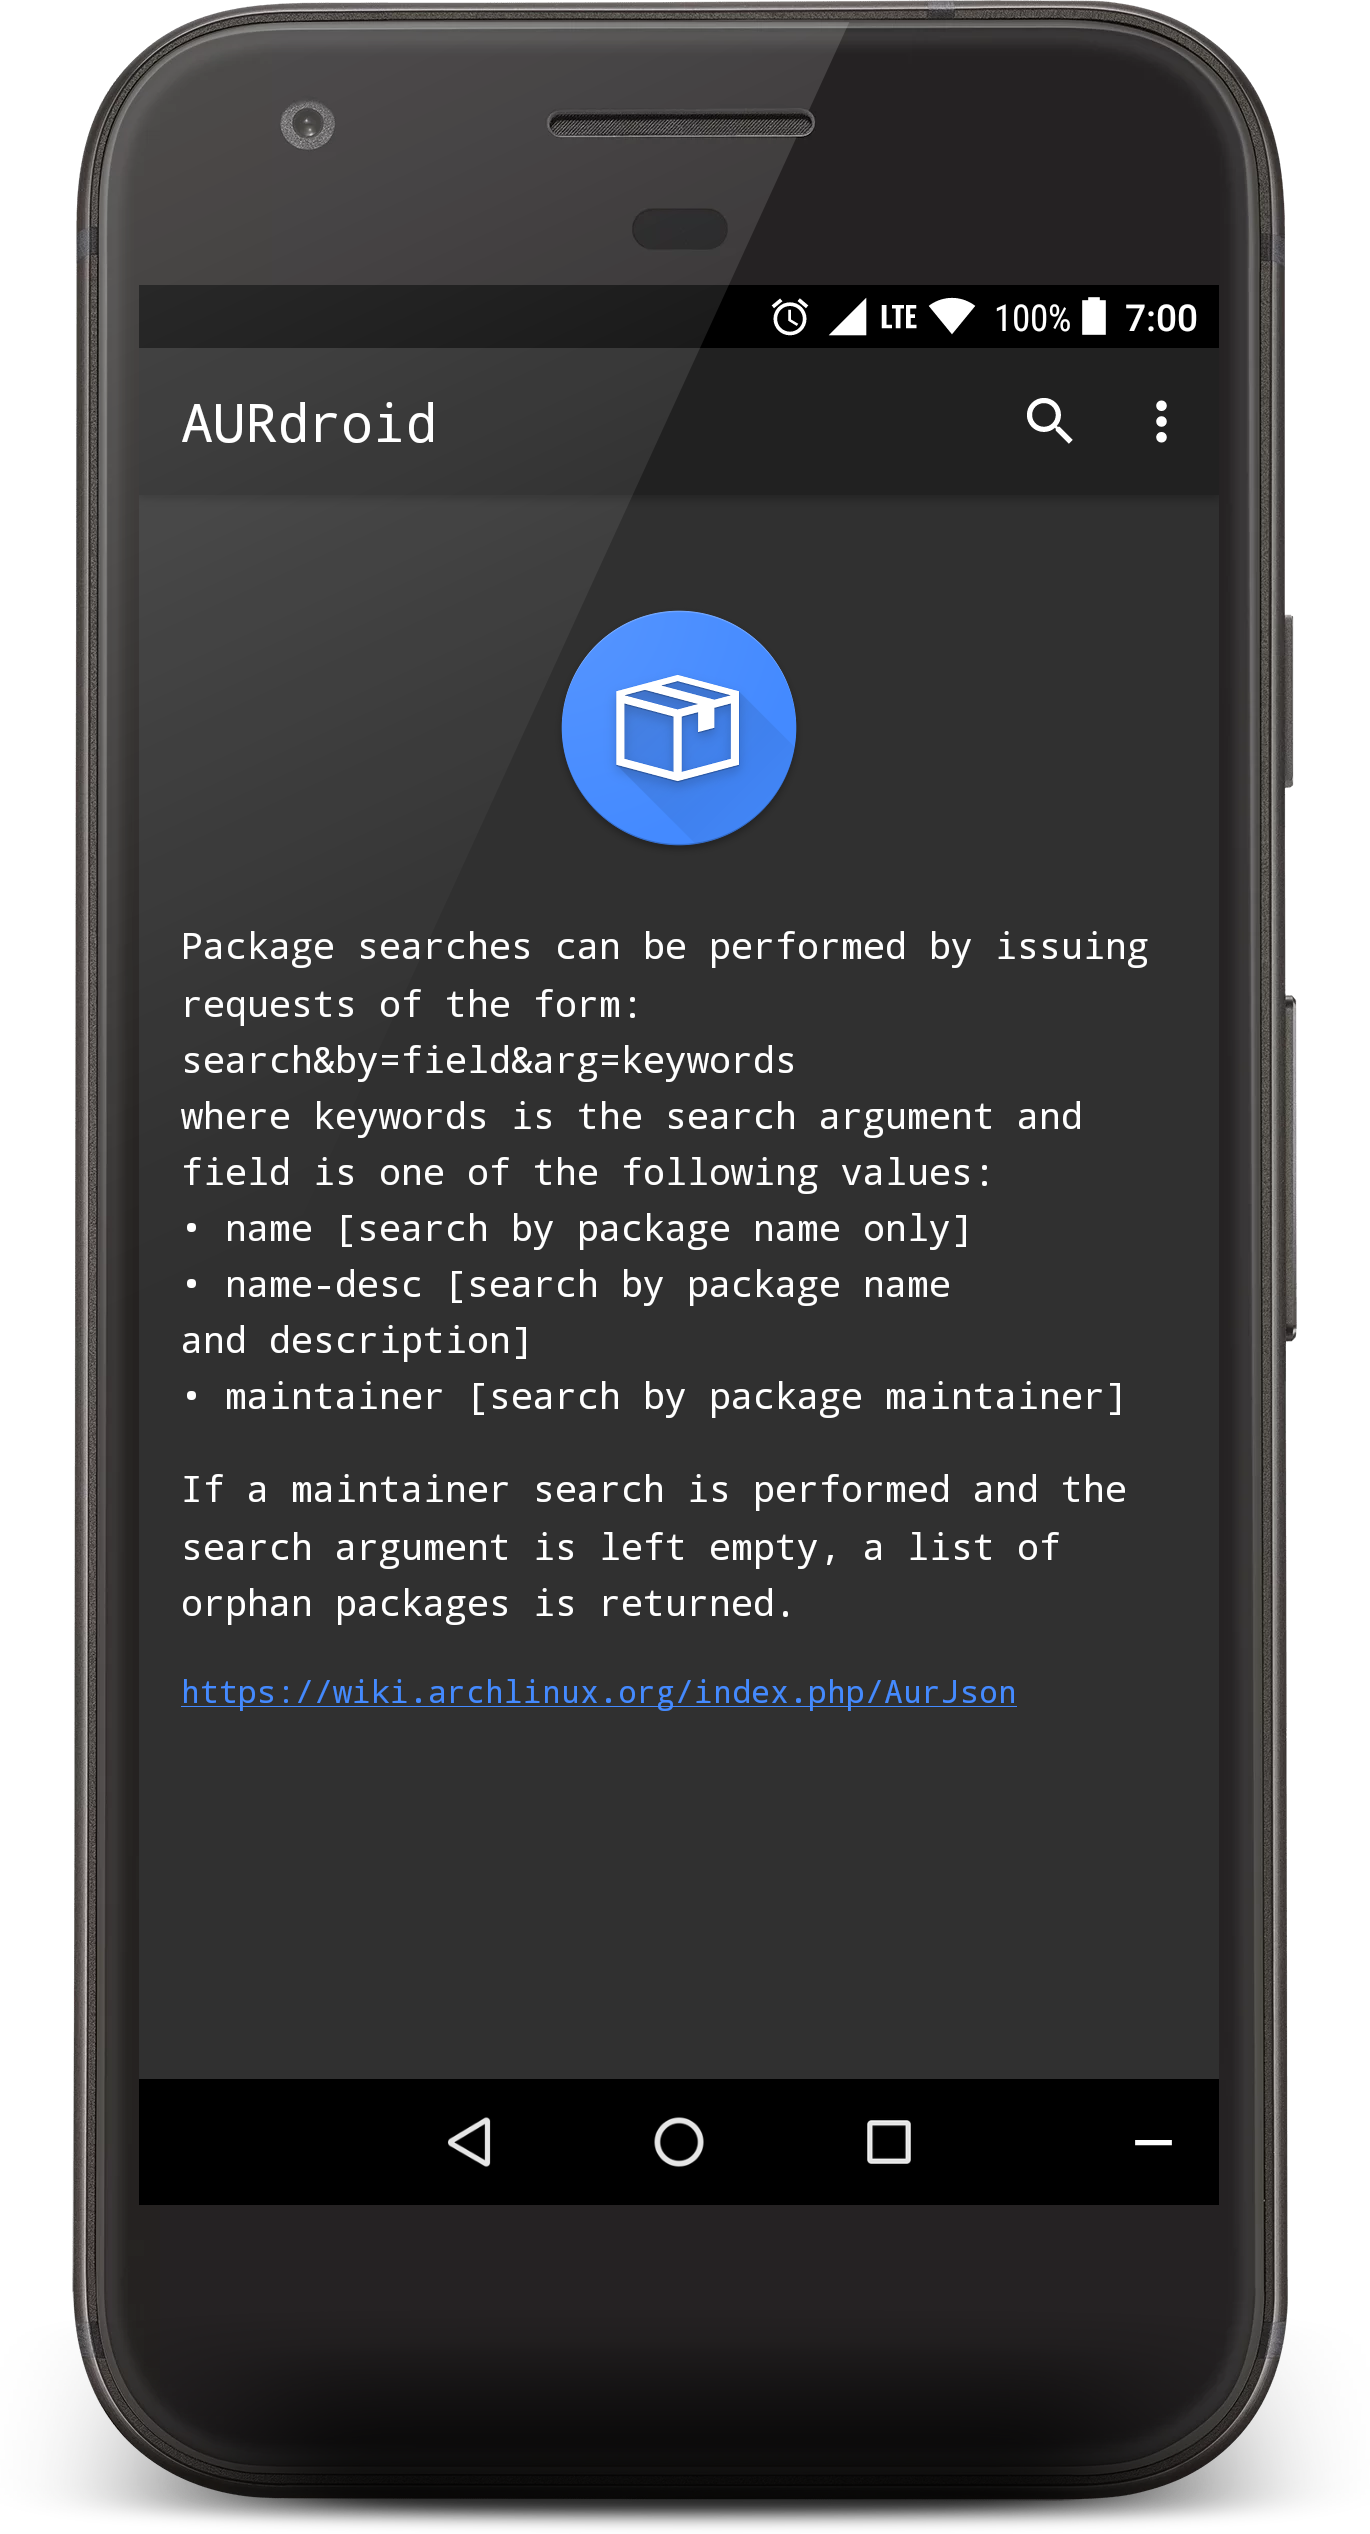 LTE 100% 7:00
AURdroid
Package searches can be performed by issuing
requests of the form:
search&by=field&arg=keywords
where keywords is the search argument and
field is one of the following values:
• name [search by package name only]
• name-desc [search by package name
and description]
• maintainer [search by package maintainer]
If a maintainer search is performed and the
search argument is left empty, a list of
orphan packages is returned.
https://wiki.archlinux.org/index.php/AurJson